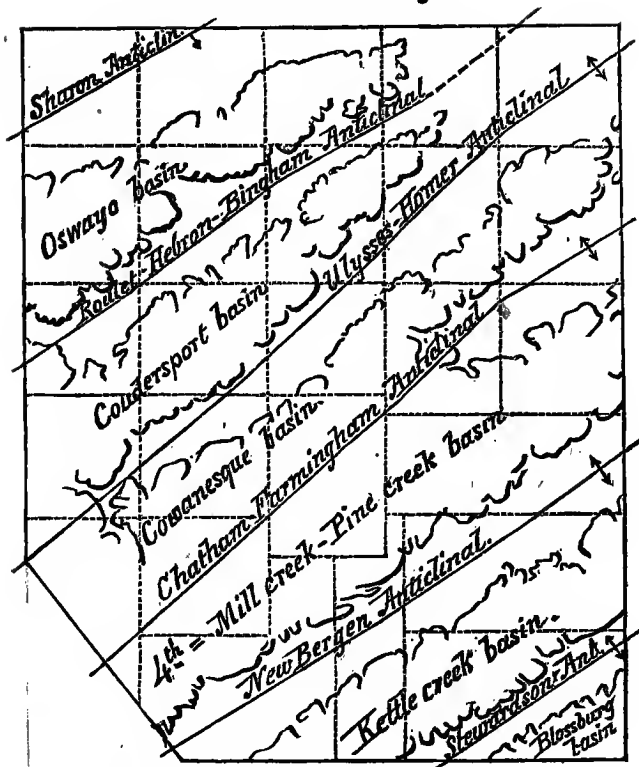 Sharon Anticlin.
Oswayo basin
Roulet-Hebron-Bingham Anticlinal
Coudersport basin
Ulysses-Homer Anticlinal
Cowanesque basin.
Chatham Farmingham Anticlinal
4th = Mill creek-Pine creek basin
New Bergen Anticlinal.
Kettle creek basin.
Stewardson Ant.
Blossburg
basin